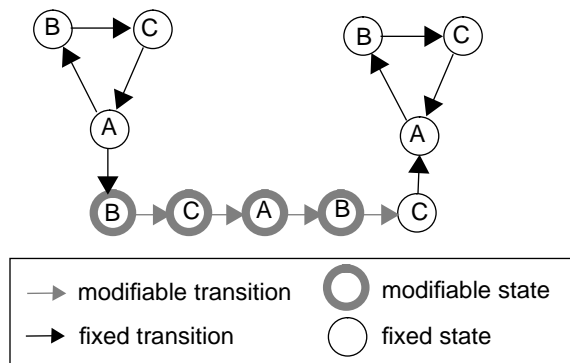 B C
A
B C
A
B C A B C
modifiable transition
modifiable state
fixed transition
fixed state